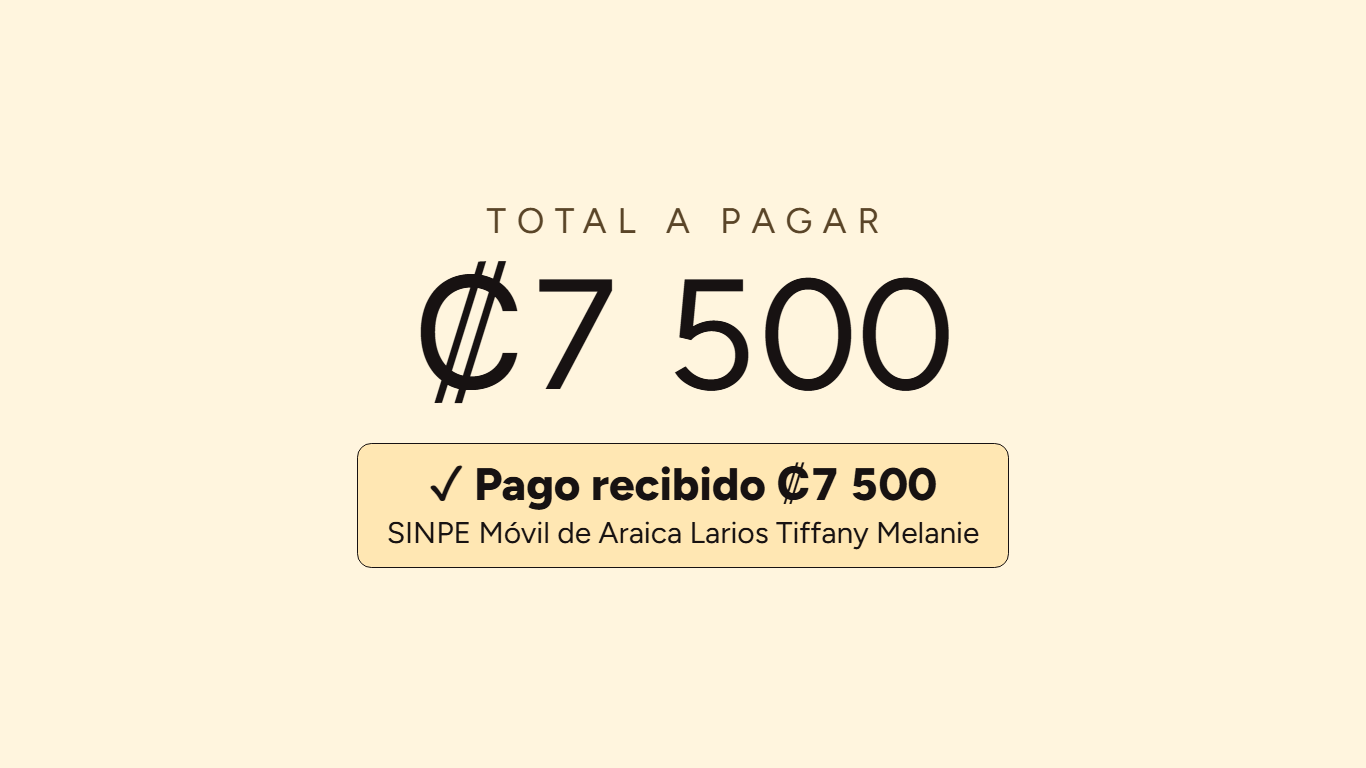 TOTAL A PAGAR
₡7 500
✓ Pago recibido ₡7 500
SINPE Móvil de Araica Larios Tiffany Melanie